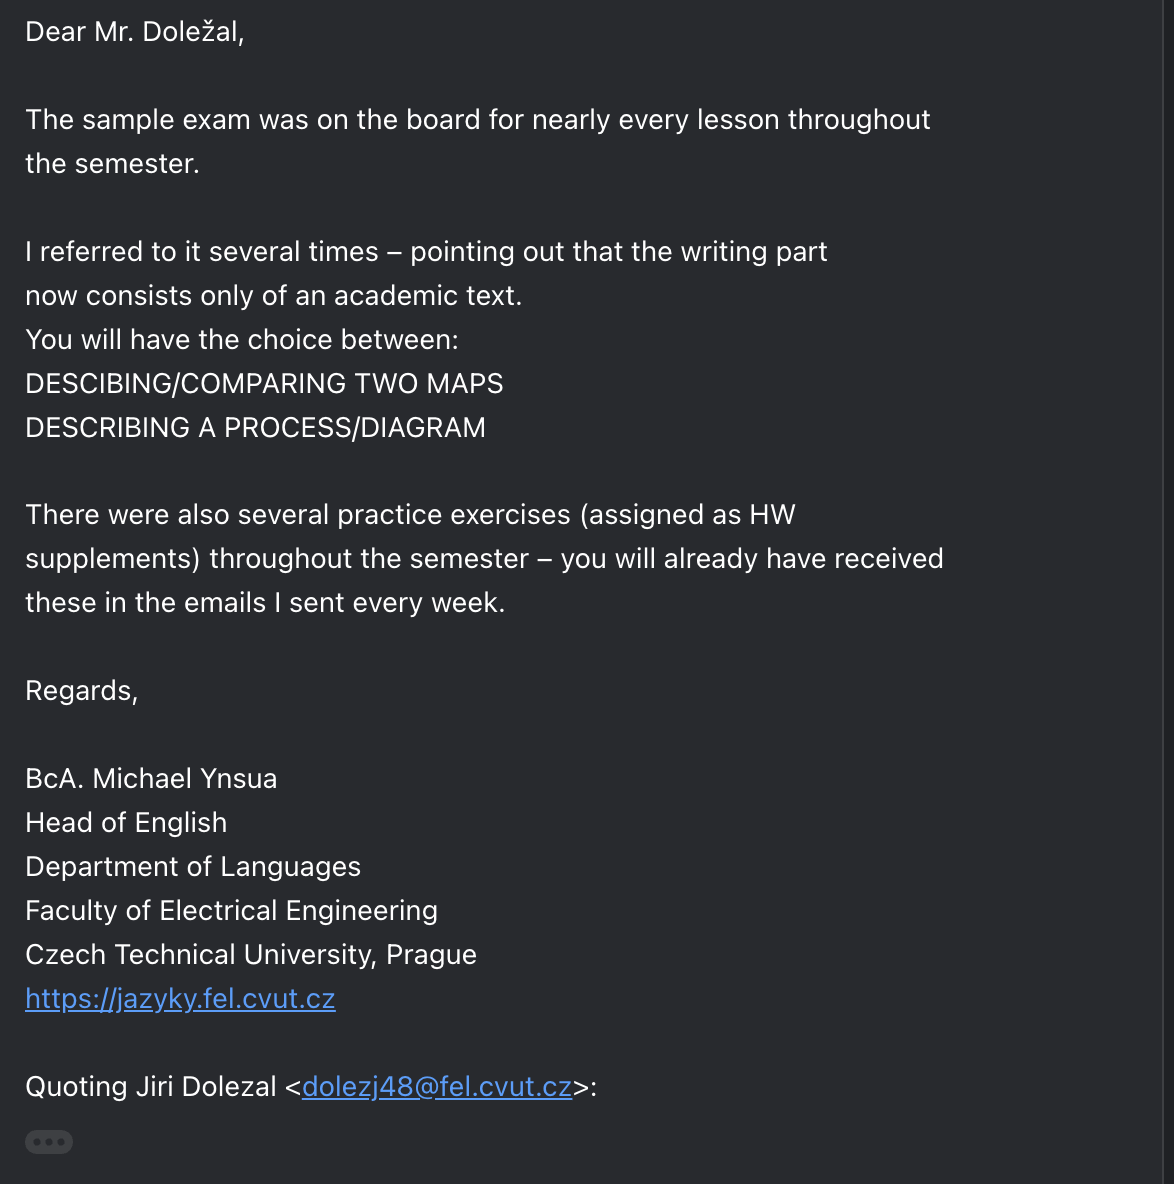 Dear Mr. Doležal,
The sample exam was on the board for nearly every lesson throughout
the semester.
I referred to it several times – pointing out that the writing part
now consists only of an academic text.
You will have the choice between:
DESCIBING/COMPARING TWO MAPS
DESCRIBING A PROCESS/DIAGRAM
There were also several practice exercises (assigned as HW
supplements) throughout the semester – you will already have received
these in the emails I sent every week.
Regards,
BcA. Michael Ynsua
Head of English
Department of Languages
Faculty of Electrical Engineering
Czech Technical University, Prague
https://jazyky.fel.cvut.cz
Quoting Jiri Dolezal <dolezj48@fel.cvut.cz>: